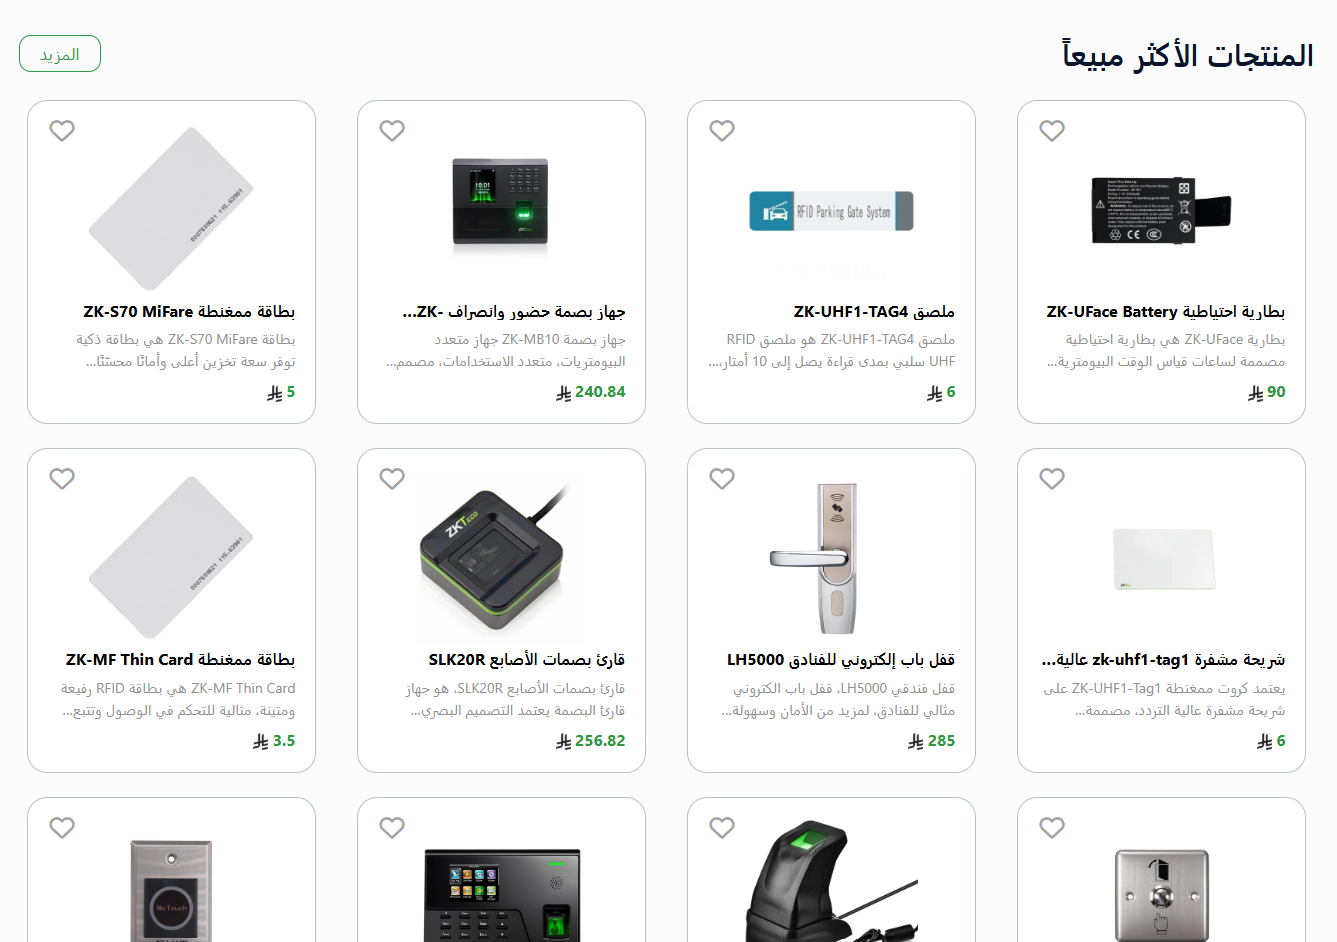 المنتجات الأكثر مبيعاً
المزيد
RFID Parking Gate System
بطارية احتياطية ZK-UFace Battery
بطارية ZK-UFace هي بطارية احتياطية
مصممة لساعات قياس الوقت البيومترية...
90
ملصق ZK-UHF1-TAG4
ملصق ZK-UHF1-TAG4 هو ملصق RFID
UHF سلبي بمدى قراءة يصل إلى 10 أمتار....
6
16:01
ZKTECO
جهاز بصمة حضور وانصراف ZK-...
جهاز بصمة ZK-MB10 جهاز متعدد
البيومتريات، متعدد الاستخدامات، مصمم...
240.84
بطاقة ممغنطة ZK-S70 MiFare
بطاقة ZK-S70 MiFare هي بطاقة ذكية
توفر سعة تخزين أعلى وأمانًا محسّنًا...
5
شريحة مشفرة zk-uhf1-tag1 عالية...
يعتمد كروت ممغنطة ZK-UHF1-Tag1 على
شريحة مشفرة عالية التردد، مصممة...
6
قفل باب إلكتروني للفنادق LH5000
قفل فندقي LH5000، قفل باب الكتروني
مثالي للفنادق، لمزيد من الأمان وسهولة...
285
ZKTECO
قارئ بصمات الأصابع SLK20R
قارئ بصمات الأصابع SLK20R، هو جهاز
قارئ البصمة يعتمد التصميم البصري...
256.82
بطاقة ممغنطة ZK-MF Thin Card
بطاقة ZK-MF Thin Card هي بطاقة RFID رفيعة
ومتينة، مثالية للتحكم في الوصول وتتبع...
3.5
No Touch